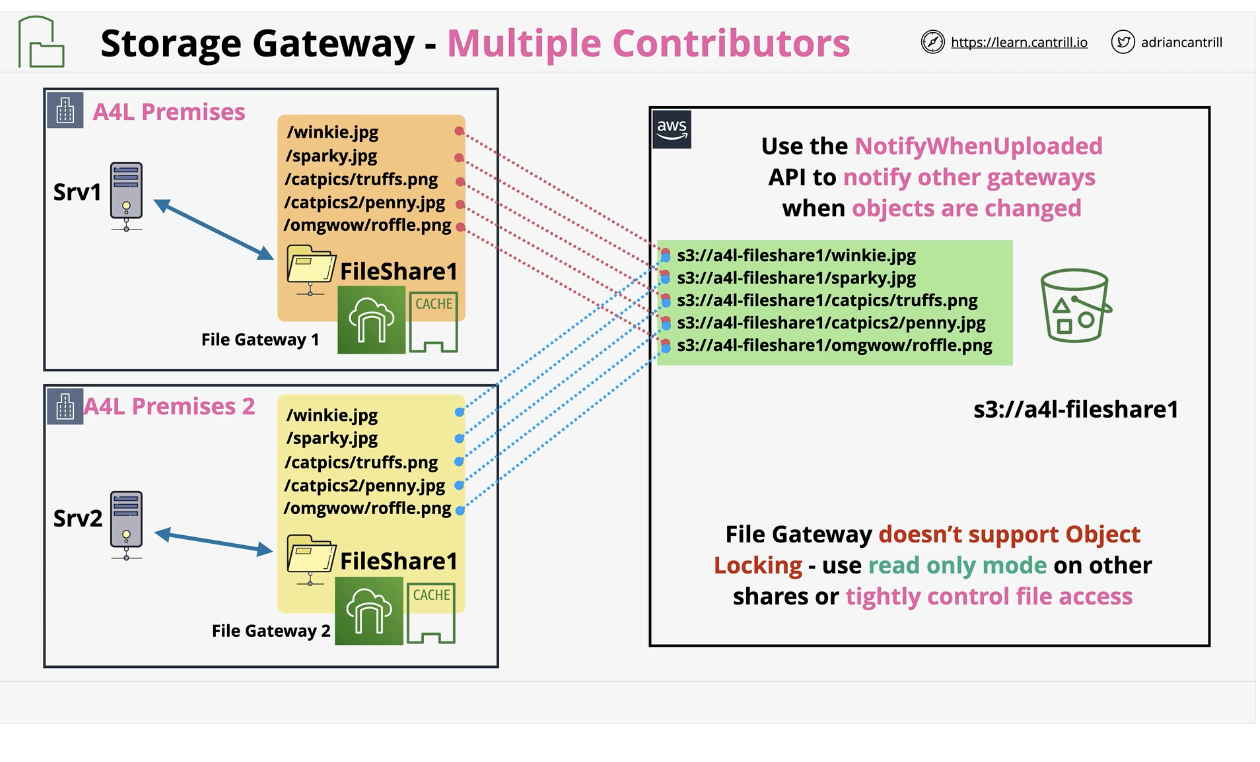 Storage Gateway - Multiple Contributors
https://learn.cantrill.io
adriancantrill
A4L Premises
Srv1
/winkie.jpg
/sparky.jpg
/catpics/truffs.png
/catpics2/penny.jpg
/omgwow/roffle.png
FileShare1
CACHE
File Gateway 1
A4L Premises 2
Srv2
/winkie.jpg
/sparky.jpg
/catpics/truffs.png
/catpics2/penny.jpg
/omgwow/roffle.png
FileShare1
CACHE
File Gateway 2
aws
Use the NotifyWhenUploaded
API to notify other gateways
when objects are changed
s3://a4l-fileshare1/winkie.jpg
s3://a4l-fileshare1/sparky.jpg
s3://a4l-fileshare1/catpics/truffs.png
s3://a4l-fileshare1/catpics2/penny.jpg
s3://a4l-fileshare1/omgwow/roffle.png
s3://a4l-fileshare1
File Gateway doesn’t support Object
Locking - use read only mode on other
shares or tightly control file access